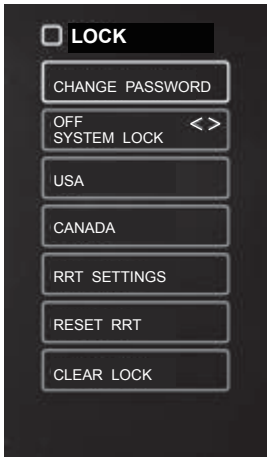 LOCK
CHANGE PASSWORD
OFF < >
SYSTEM LOCK
USA
CANADA
RRT SETTINGS
RESET RRT
CLEAR LOCK